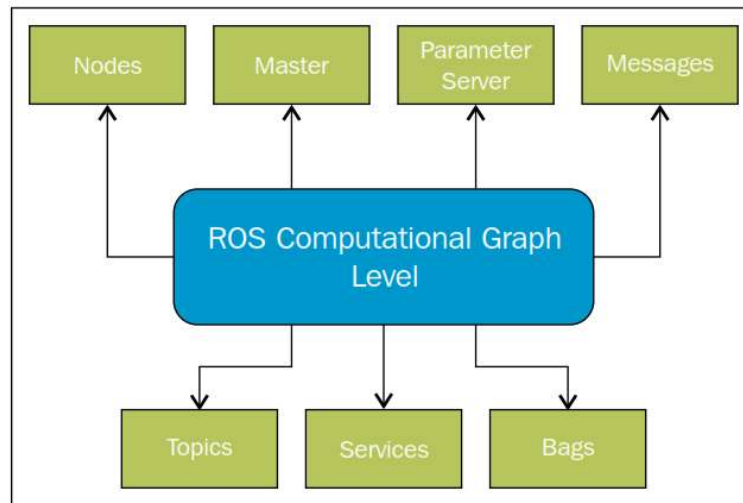 Nodes
Master
Parameter
Server
Messages
ROS Computational Graph
Level
Topics
Services
Bags